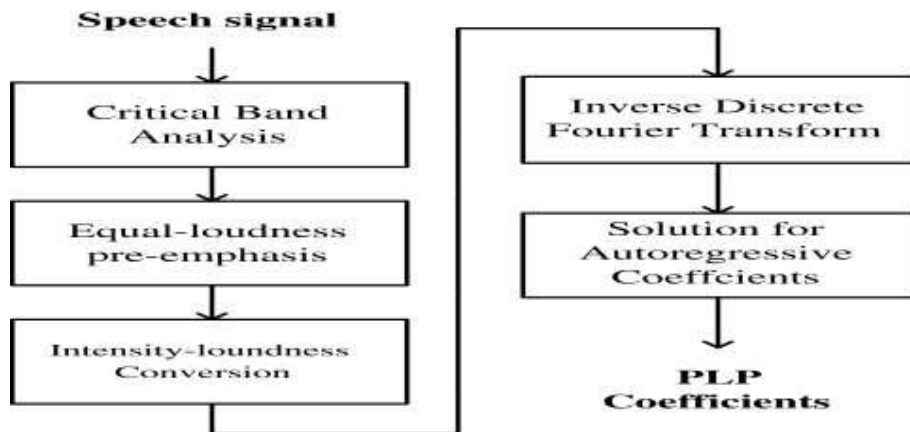 Speech signal
Critical Band
Analysis
Equal-loudness
pre-emphasis
Intensity-loundness
Conversion
Inverse Discrete
Fourier Transform
Solution for
Autoregressive
Coeffcients
PLP
Coefficients